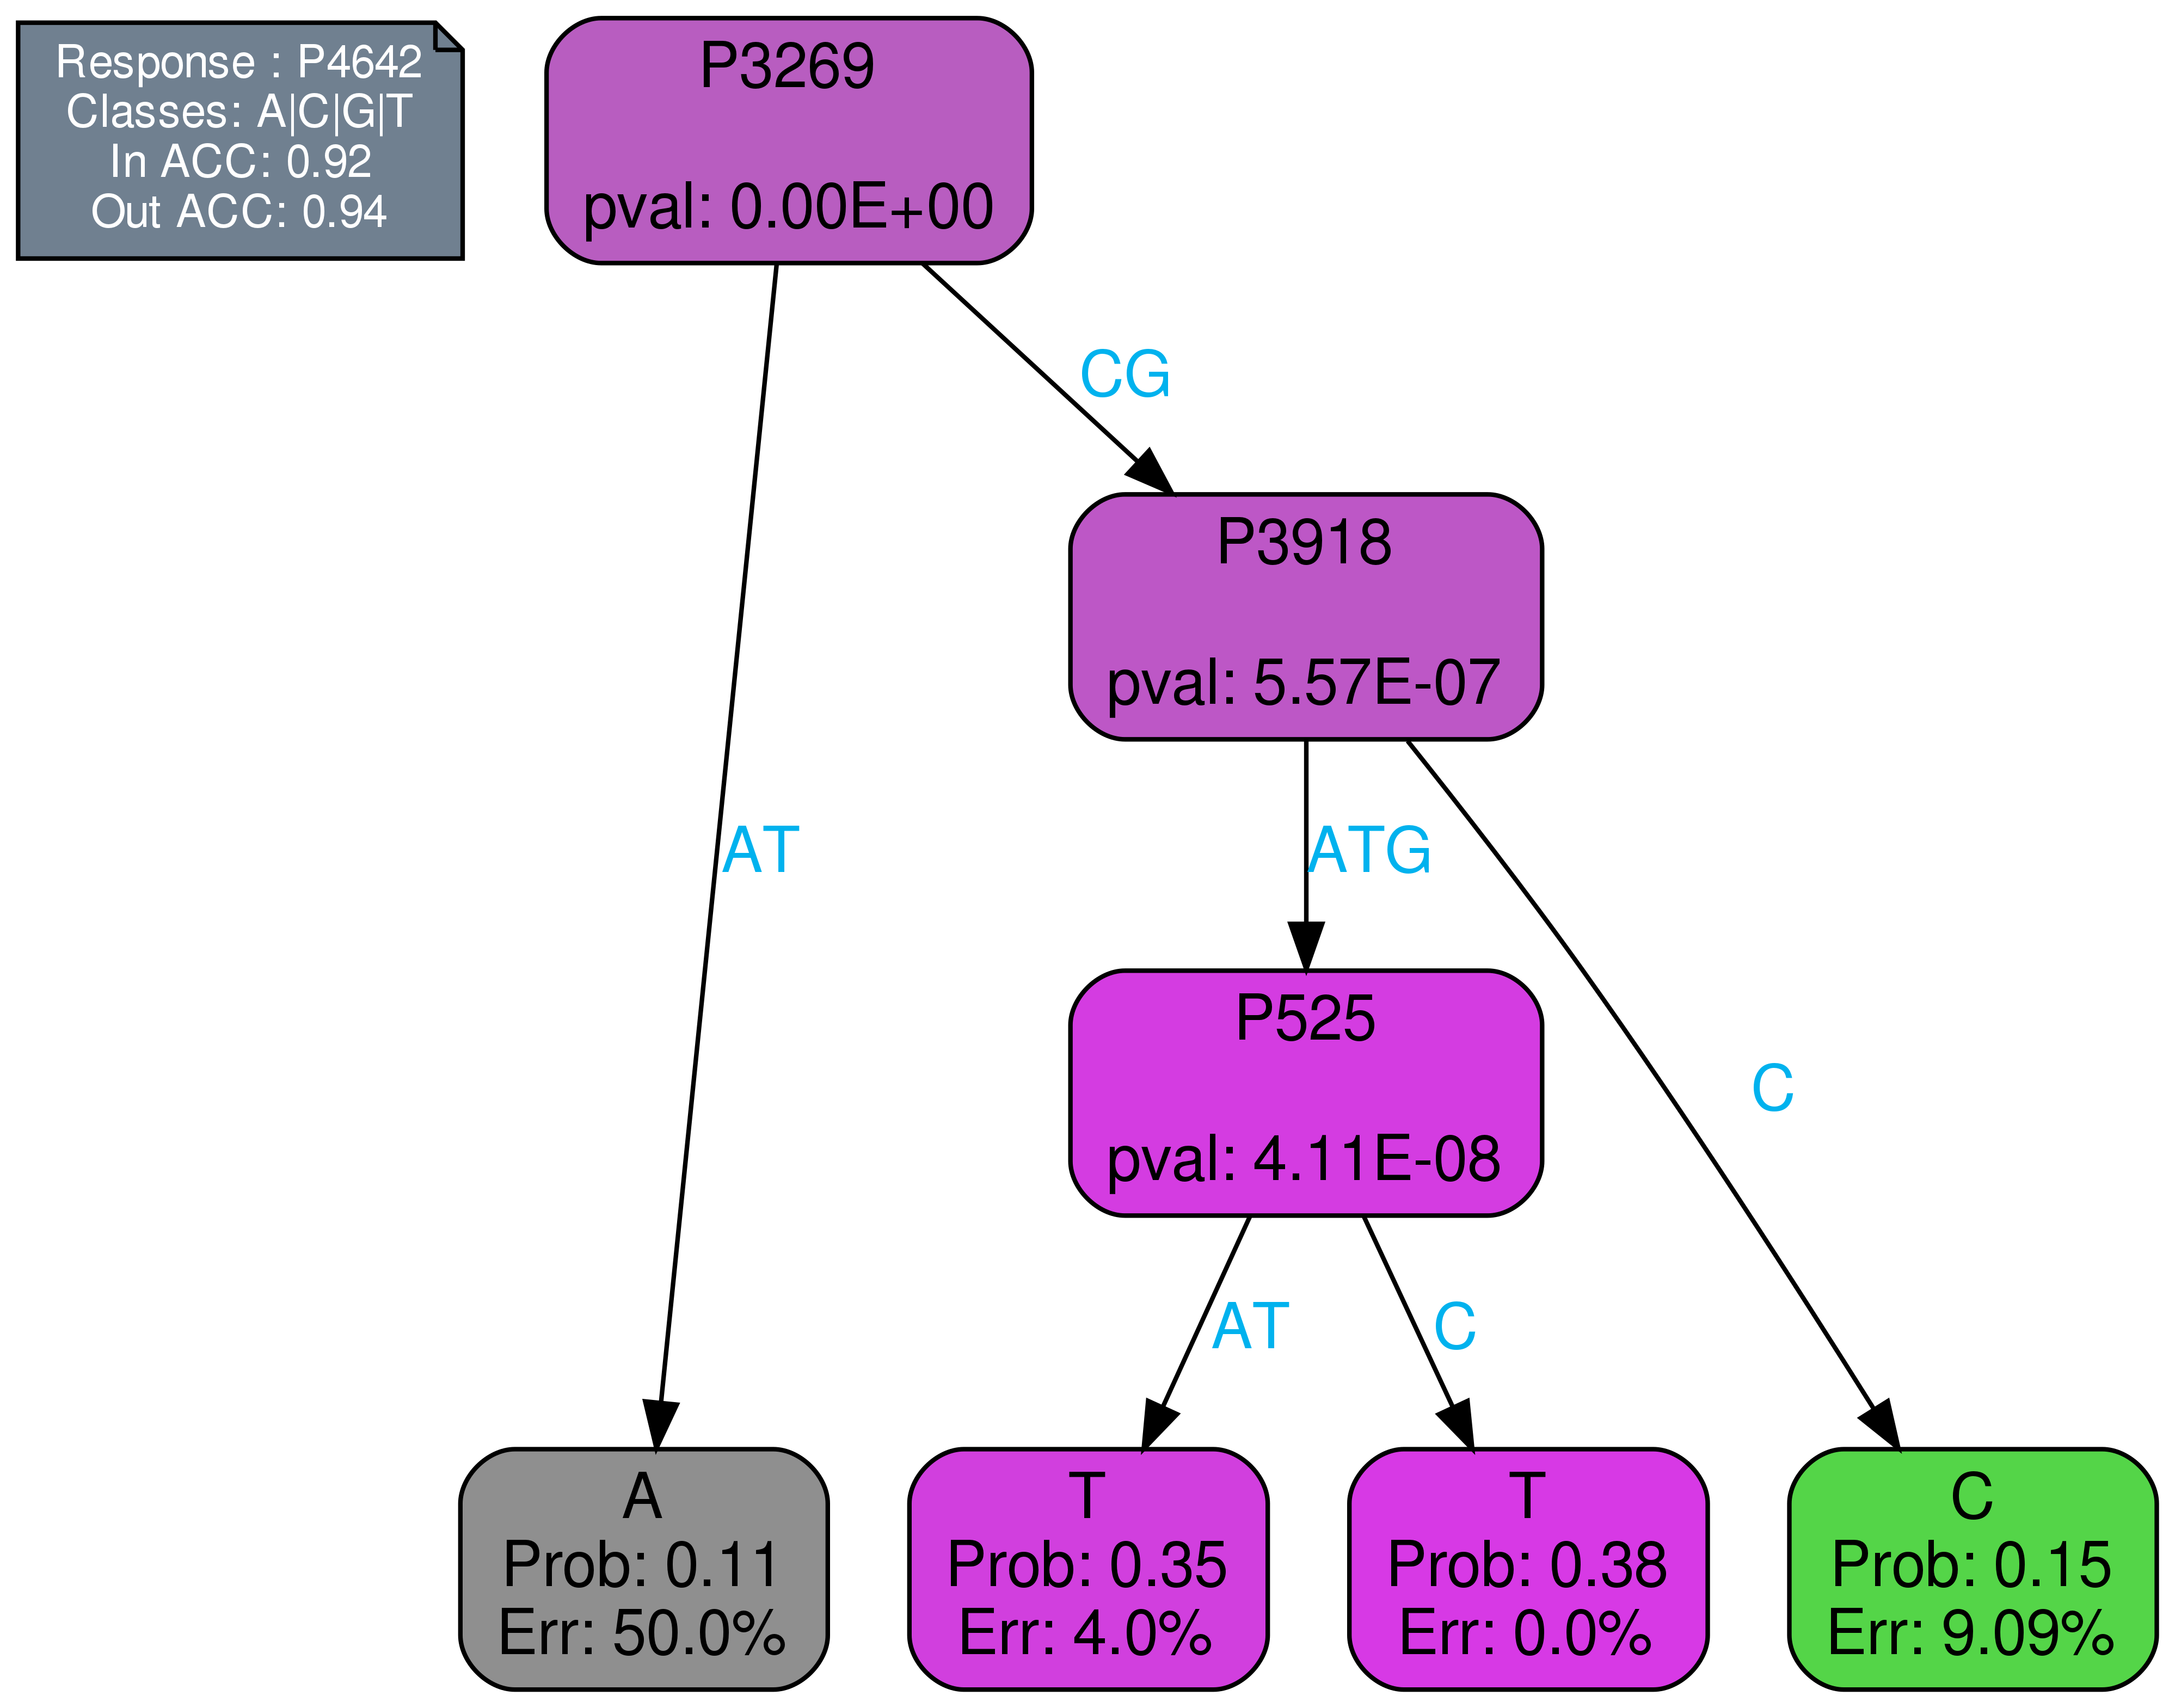 Response : P4642
Classes: A|C|G|T
In ACC: 0.92
Out ACC: 0.94
P3269
pval: 0.00E+00
CG
P3918
pval: 5.57E-07
AT
ATG
C
P525
pval: 4.11E-08
AT
C
A
Prob: 0.11
Err: 50.0%
T
Prob: 0.35
Err: 4.0%
T
Prob: 0.38
Err: 0.0%
C
Prob: 0.15
Err: 9.09%